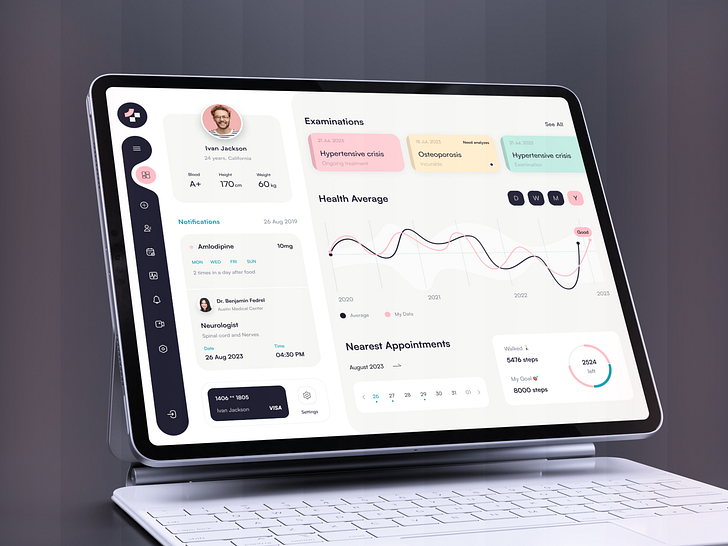 Ivan Jackson
24 years, California
Blood Height Weight
A+ 170 cm 60 kg
Notifications 26 Aug 2019
Amlodipine 10mg
MON WED FRI SUN
2 times in a day after food
Dr. Benjamin Fedrel
Austin Medical Center
Neurologist
Spinal cord and Nerves
Date Time
26 Aug 2023 04:30 PM
1406 ** 1805
Ivan Jackson VISA
Settings
Examinations See All
21 Jul, 2023
Hypertensive crisis
Ongoing treatment
18 Jul, 2023 Need analyses
Osteoporosis
Incurable
21 Jul, 2023
Hypertensive crisis
Examination
Health Average
D W M Y
Good
2020 2021 2022 2023
Average My Data
Nearest Appointments
August 2023
26 27 28 29 30 31 01
Walked
5476 steps
My Goal
8000 steps
2524
left